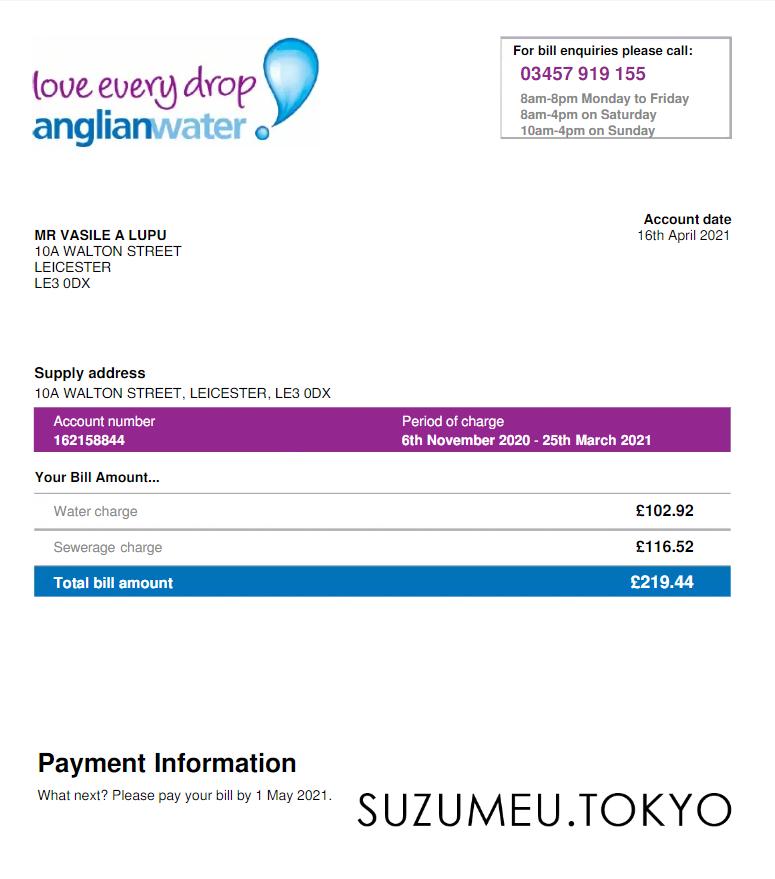 love every drop
anglianwater
For bill enquiries please call:
03457 919 155
8am-8pm Monday to Friday
8am-4pm on Saturday
10am-4pm on Sunday
Account date
16th April 2021
MR VASILE A LUPU
10A WALTON STREET
LEICESTER
LE3 0DX
Supply address
10A WALTON STREET, LEICESTER, LE3 0DX
Account number Period of charge
162158844 6th November 2020 - 25th March 2021
Your Bill Amount...
Water charge £102.92
Sewerage charge £116.52
Total bill amount £219.44
Payment Information
What next? Please pay your bill by 1 May 2021.
SUZUMEU.TOKYO